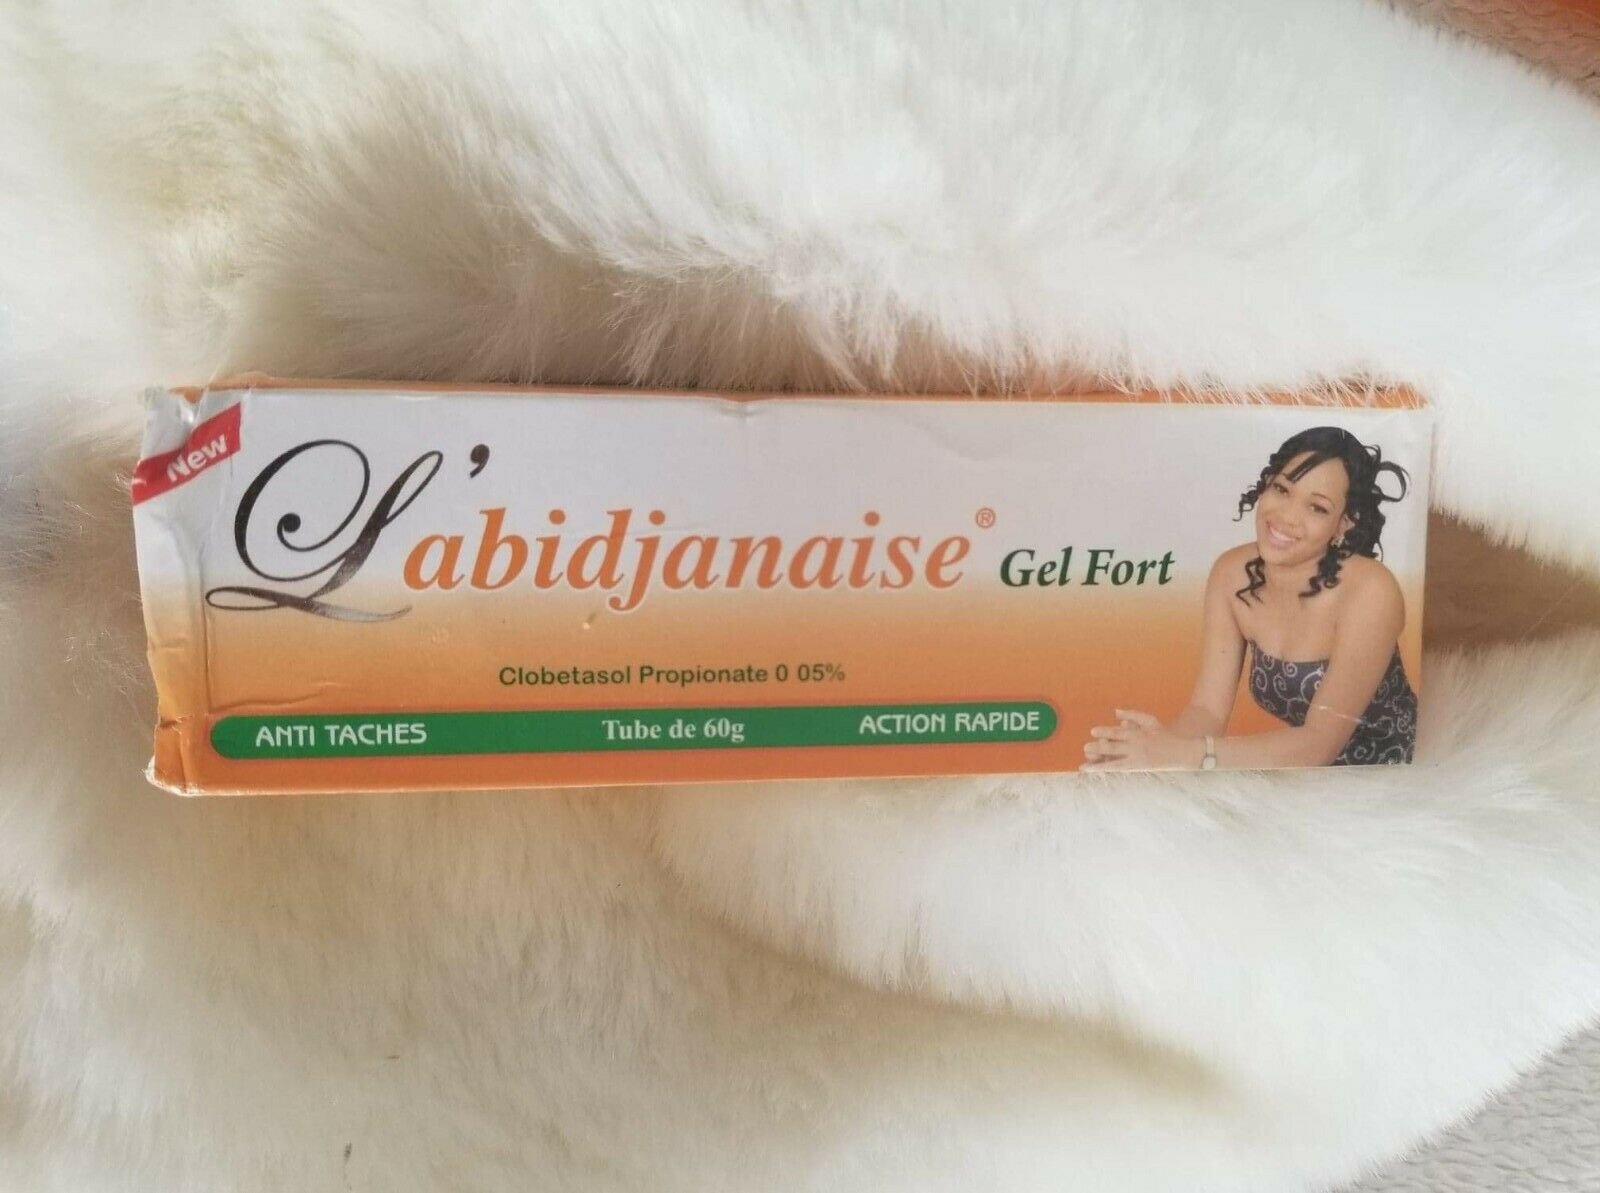 New
L'abidjanaise® Gel Fort
Clobetasol Propionate 0 05%
ANTI TACHES Tube de 60g ACTION RAPIDE